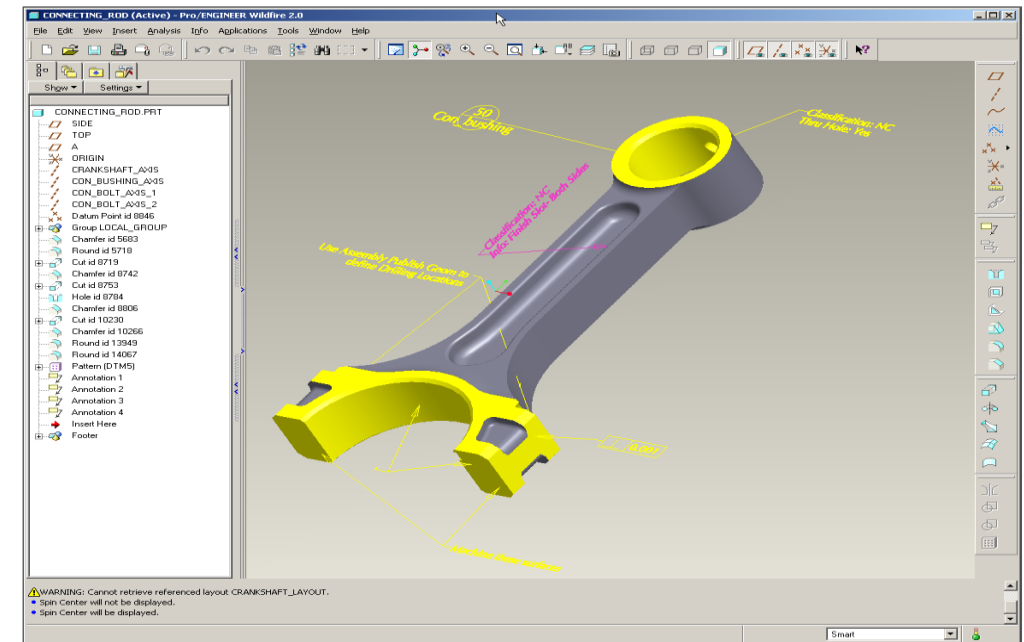 CONNECTING_ROD (Active) - Pro/ENGINEER Wildfire 2.0
File Edit View Insert Analysis Info Applications Tools Window Help
Show Settings
CONNECTING_ROD.PRT
SIDE
TOP
A
ORIGIN
CRANKSHAFT_AXIS
CON_BUSHING_AXIS
CON_BOLT_AXIS_1
CON_BOLT_AXIS_2
Datum Point id 8846
Group LOCAL_GROUP
Chamfer id 5683
Round id 5718
Cut id 8719
Chamfer id 8742
Cut id 8753
Hole id 8784
Chamfer id 8806
Cut id 10230
Chamfer id 10266
Round id 13949
Round id 14067
Pattern (DTM5)
Annotation 1
Annotation 2
Annotation 3
Annotation 4
Insert Here
Footer
50
Con_bushing
Classification: NC
Thru Hole: Yes
Classification: NC
Info: Finish Slot- Both Sides
Use Assembly Publish Geom to
define Drilling Locations
0.001
WARNING: Cannot retrieve referenced layout CRANKSHAFT_LAYOUT.
Spin Center will not be displayed.
Spin Center will be displayed.
Smart